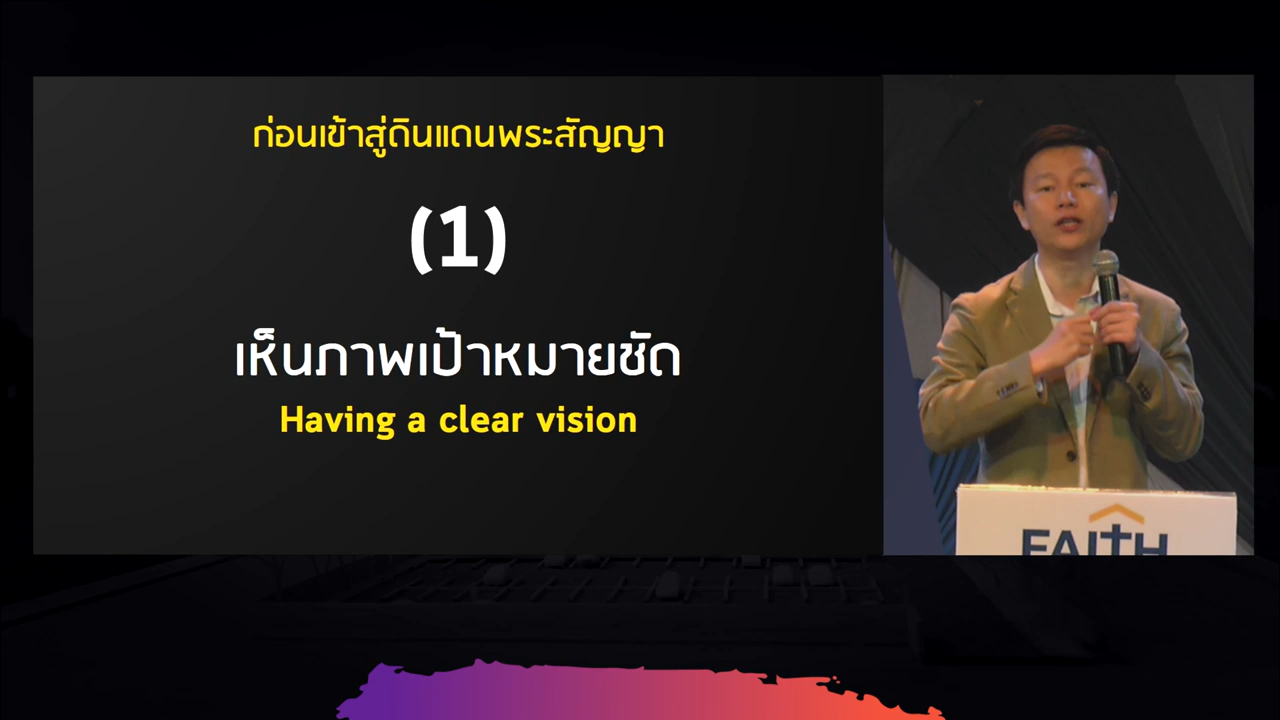 ก่อนเข้าสู่ดินแดนพระสัญญา
(1)
เห็นภาพเป้าหมายชัด
Having a clear vision
FAITH